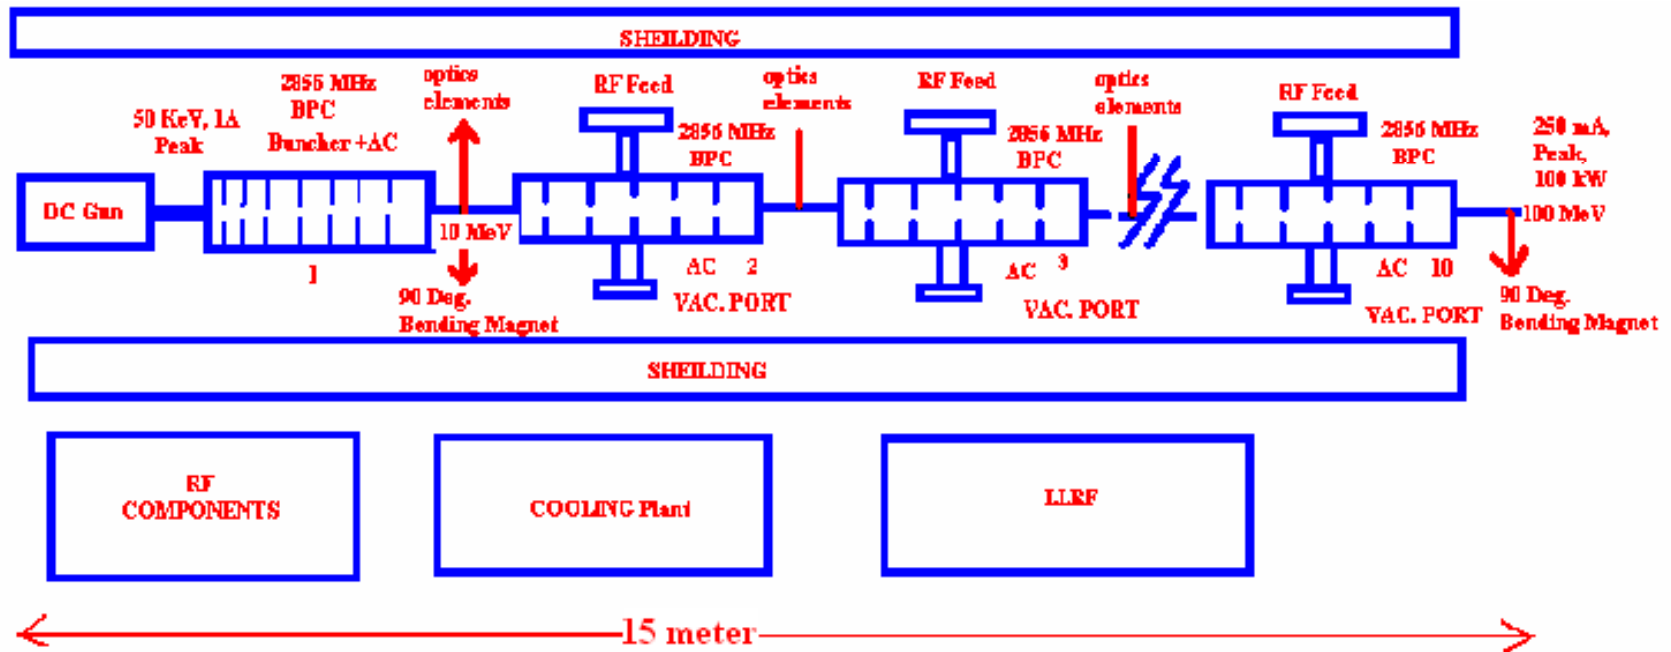 SHEILDING
50 KeV, 1A
Peak
2856 MHz
BPC
Buncher +AC
optics
elements
RF Feed
2856 MHz
BPC
optics
elements
RF Feed
2856 MHz
BPC
optics
elements
RF Feed
2856 MHz
BPC
250 mA,
Peak,
100 kW
DC Gun
10 MeV
100 MeV
1
90 Deg.
Bending Magnet
AC 2
VAC. PORT
AC 3
VAC. PORT
AC 10
VAC. PORT
90 Deg.
Bending Magnet
SHEILDING
RF
COMPONENTS
COOLING Plant
LLRF
15 meter